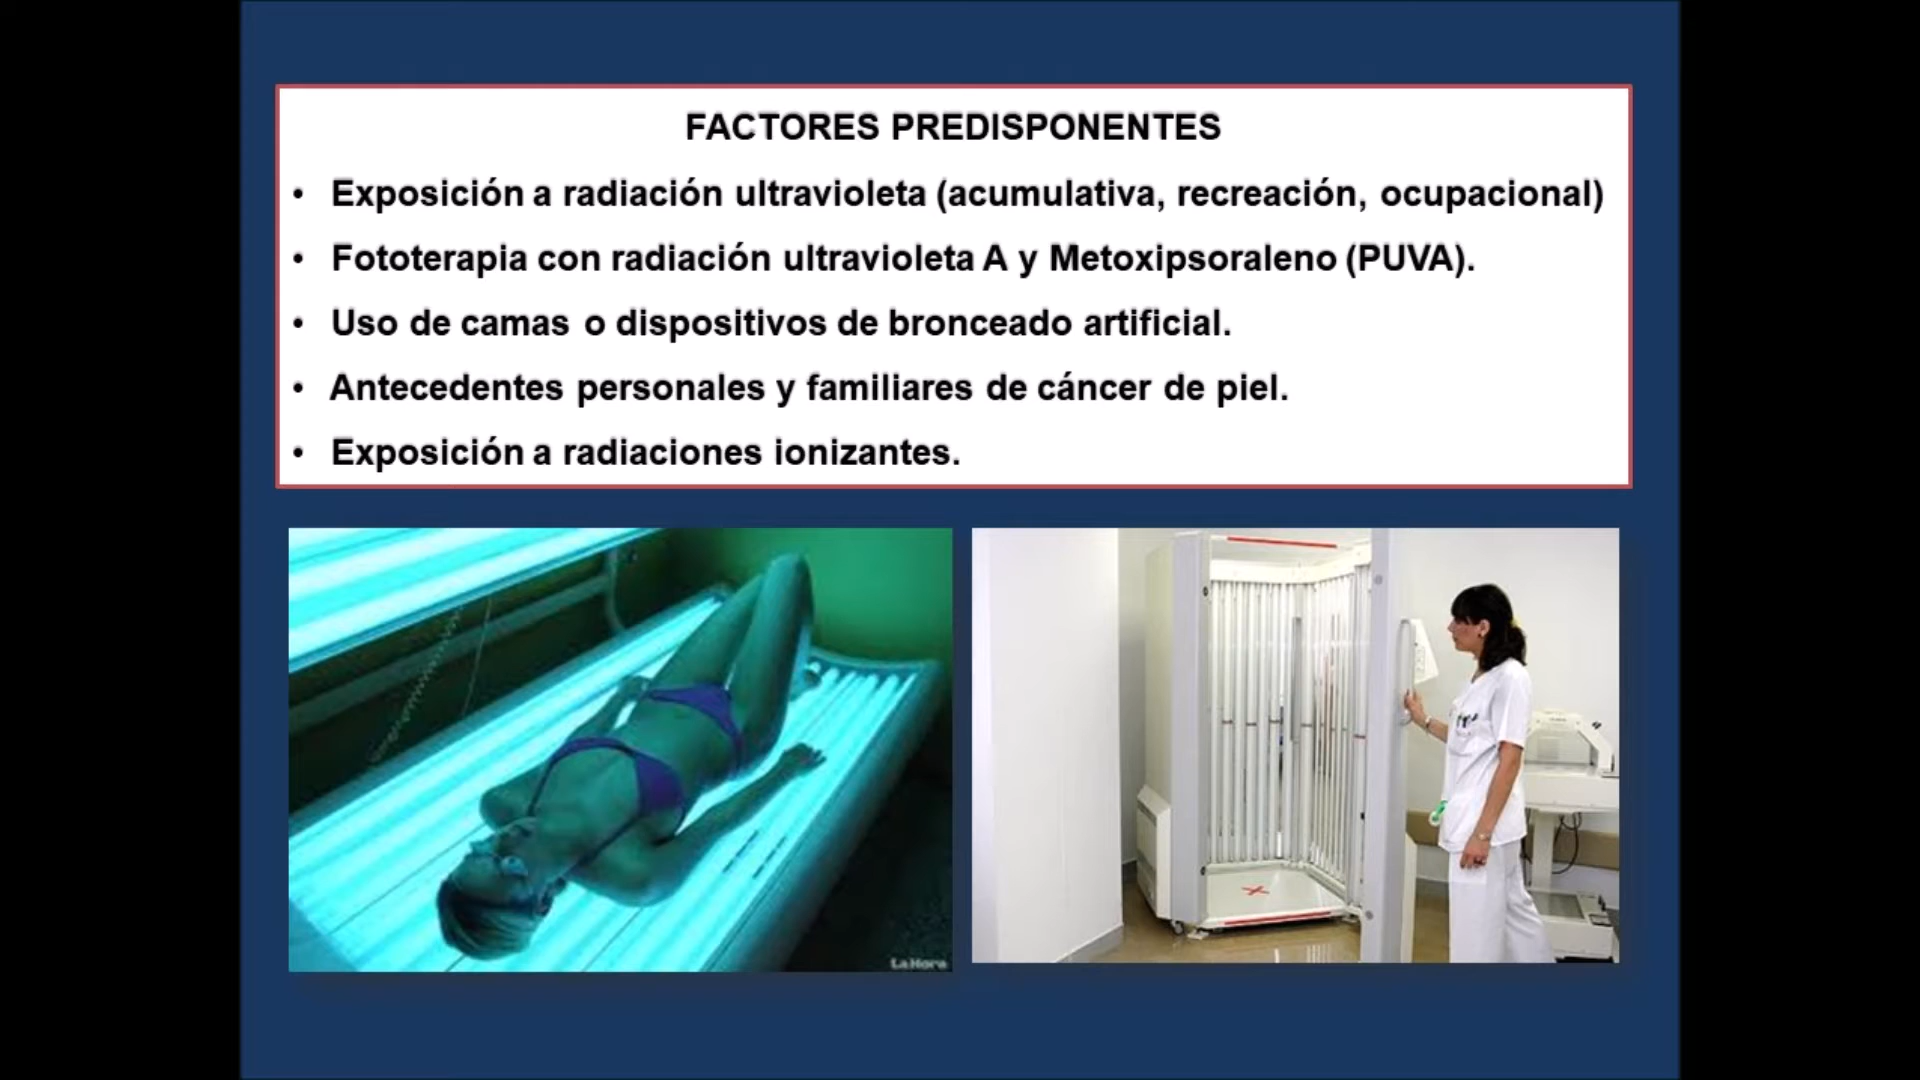 FACTORES PREDISPONENTES
• Exposición a radiación ultravioleta (acumulativa, recreación, ocupacional)
• Fototerapia con radiación ultravioleta A y Metoxipsoraleno (PUVA).
• Uso de camas o dispositivos de bronceado artificial.
• Antecedentes personales y familiares de cáncer de piel.
• Exposición a radiaciones ionizantes.
La Hora